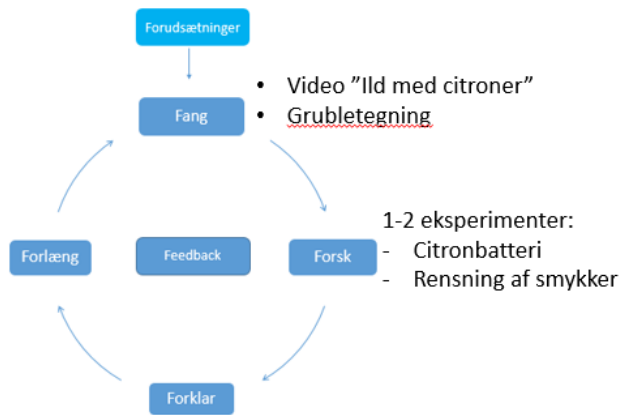 Forudsætninger
Fang
• Video ”Ild med citroner”
• Grubletegning
1-2 eksperimenter:
- Citronbatteri
- Rensning af smykker
Forlæng
Feedback
Forsk
Forklar